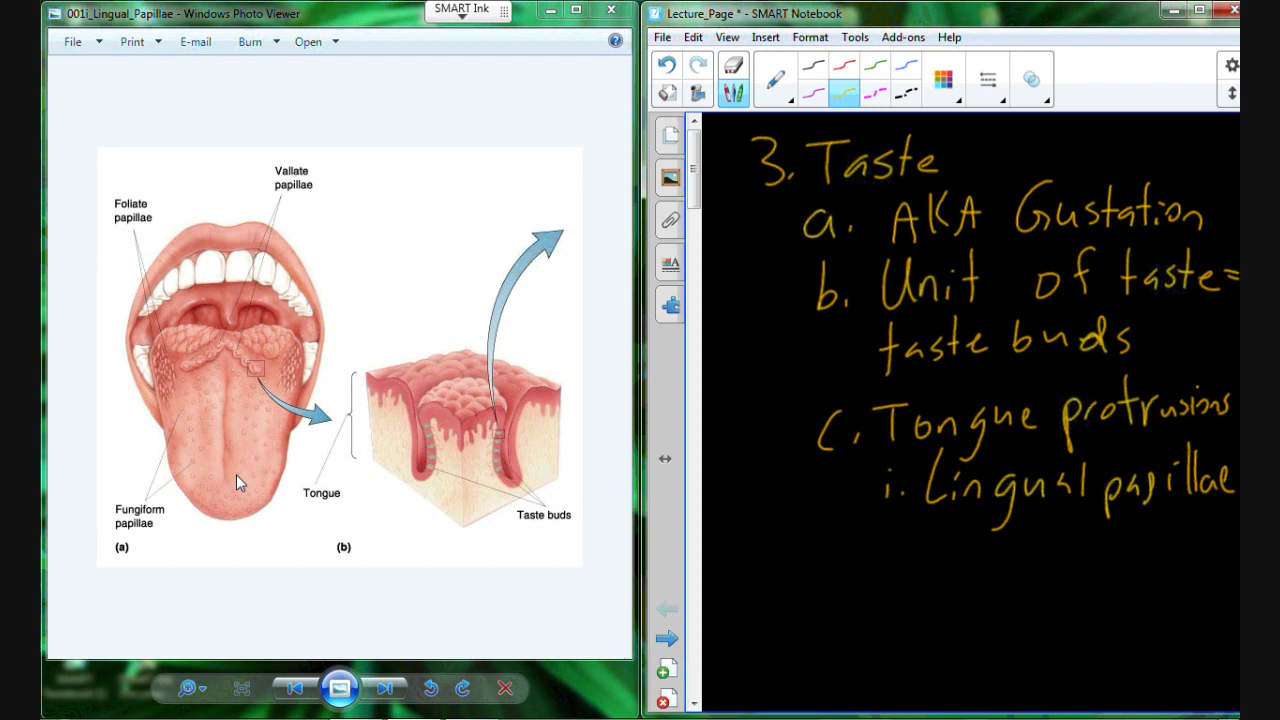 001i_Lingual_Papillae - Windows Photo Viewer
SMART Ink
File Print E-mail Burn Open
Vallate
papillae
Foliate
papillae
Fungiform
papillae
Tongue
Taste buds
(a)
(b)
Lecture_Page * - SMART Notebook
File Edit View Insert Format Tools Add-ons Help
3. Taste
a. AKA Gustation
b. Unit of taste=
taste buds
c. Tongue protrusions
i. Lingual papillae